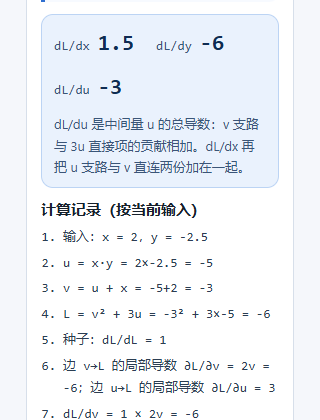 dL/dx 1.5 dL/dy -6
dL/du -3
dL/du 是中间量 u 的总导数：v 支路
与 3u 直接项的贡献相加。dL/dx 再
把 u 支路与 v 直连两份加在一起。
计算记录（按当前输入）
1. 输入：x = 2, y = -2.5
2. u = x·y = 2×-2.5 = -5
3. v = u + x = -5+2 = -3
4. L = v² + 3u = -3² + 3×-5 = -6
5. 种子：dL/dL = 1
6. 边 v→L 的局部导数 ∂L/∂v = 2v =
-6；边 u→L 的局部导数 ∂L/∂u = 3
7. dL/dv = 1 × 2v = -6